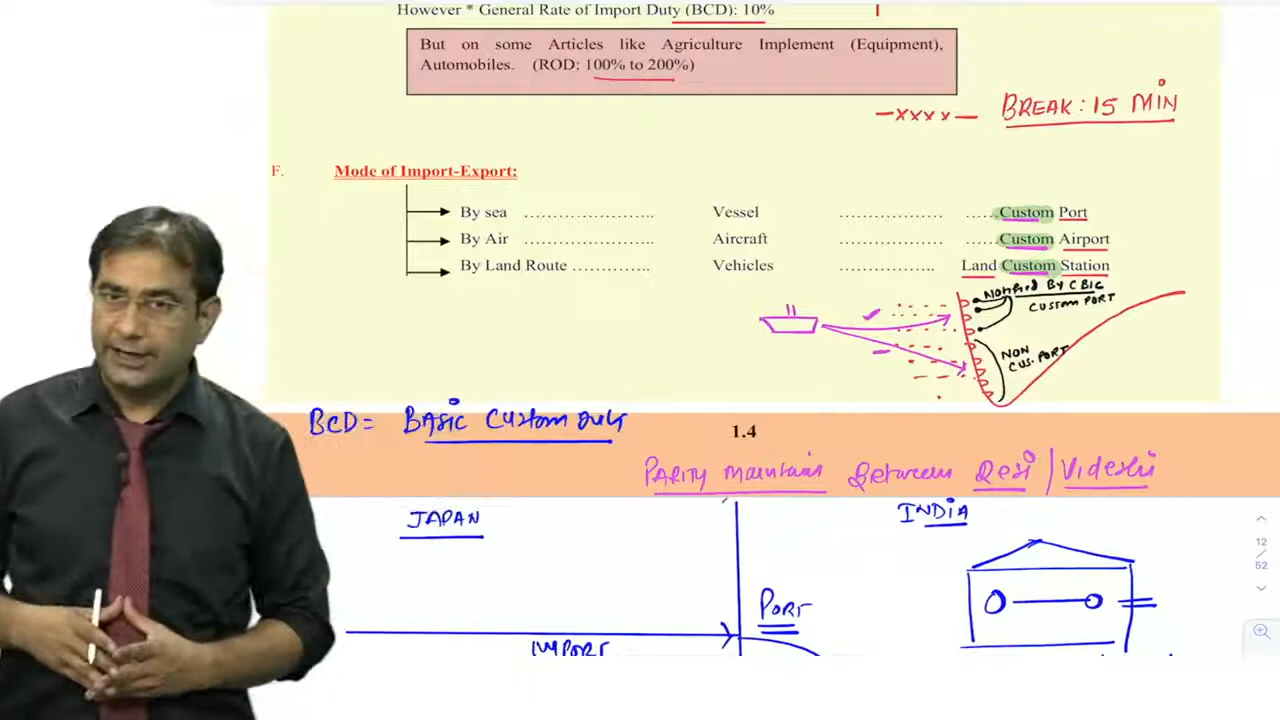 However * General Rate of Import Duty (BCD): 10%
But on some Articles like Agriculture Implement (Equipment),
Automobiles. (ROD: 100% to 200%)
—xxxx— BREAK: 15 MIN
F. Mode of Import-Export:
By sea ………………….. Vessel ……………… ……Custom Port
By Air ………………….. Aircraft ……………… ……Custom Airport
By Land Route ………….. Vehicles …………….. Land Custom Station
Notified BY CBIC
CUSTOM PORT
NON
CUS. PORT
BCD = BASIC Custom Duty
1.4
PARITY Maintain Between Desi / Videshi
JAPAN
INDIA
PORT
IMPORT
12
/
52